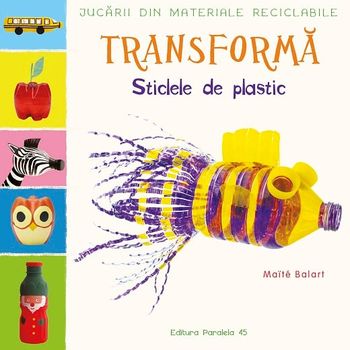 JUCĂRII DIN MATERIALE RECICLABILE
TRANSFORMĂ
Sticlele de plastic
Maïté Balart
Editura Paralela 45